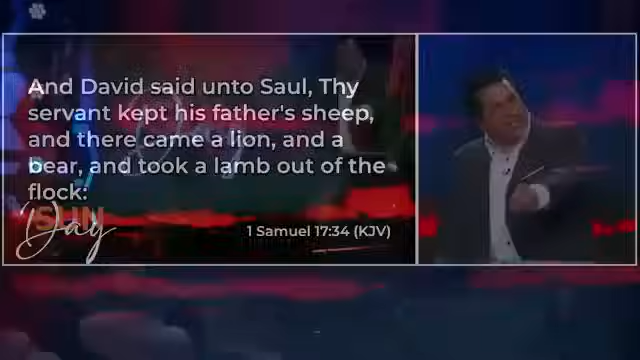 And David said unto Saul, Thy
servant kept his father's sheep,
and there came a lion, and a
bear, and took a lamb out of the
flock:
SUN
Day
1 Samuel 17:34 (KJV)